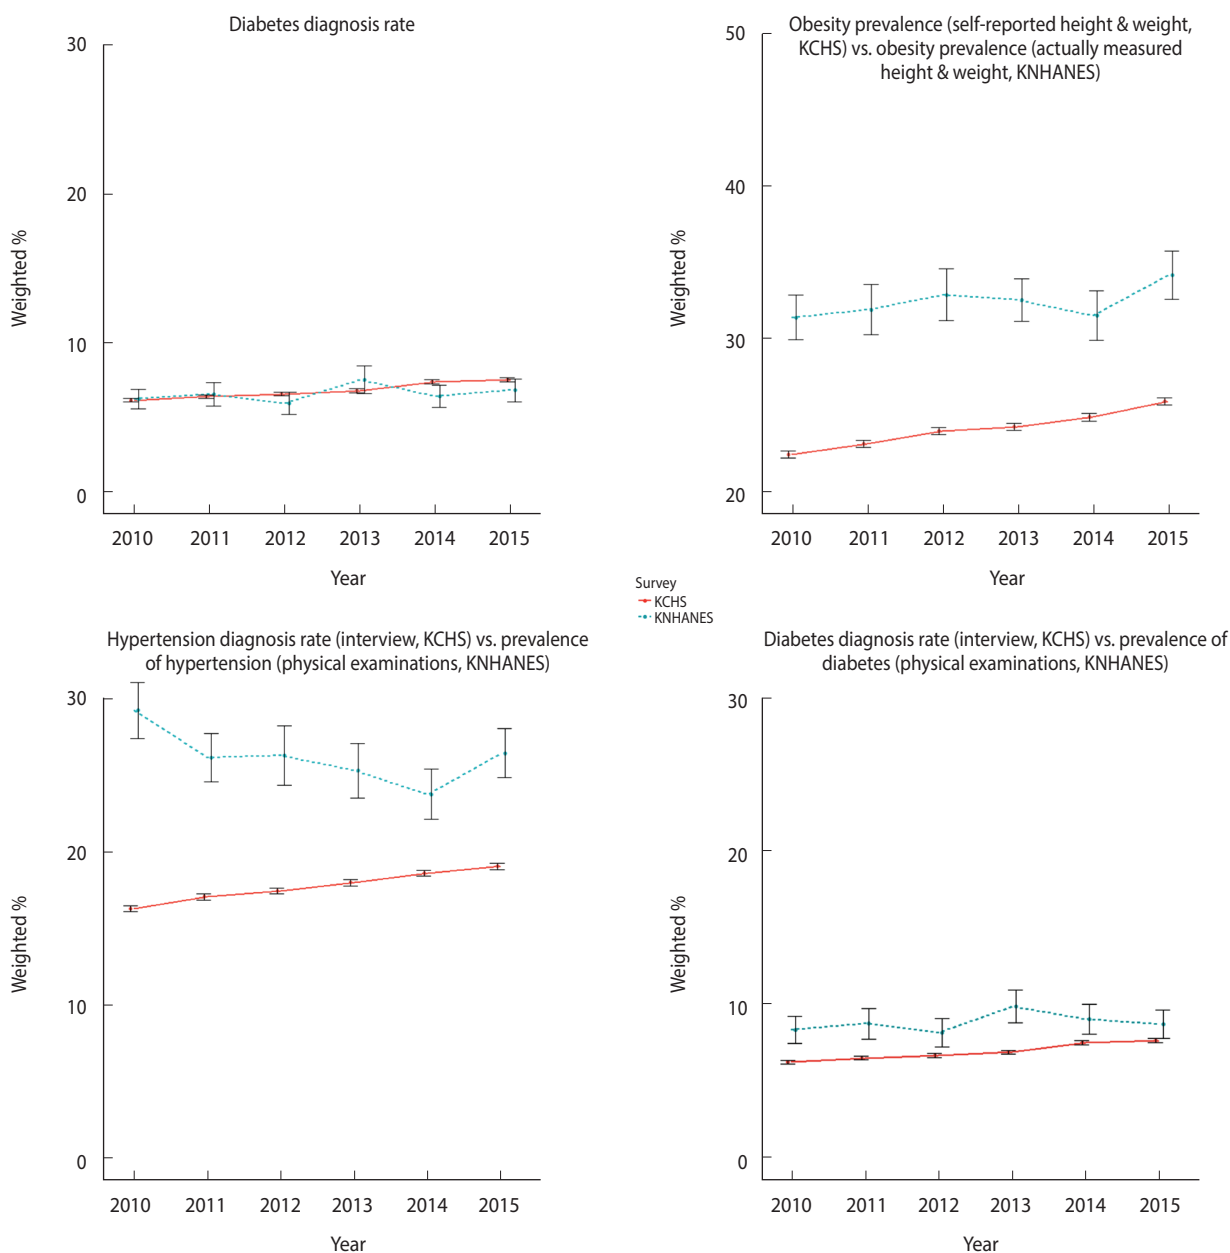 Diabetes diagnosis rate
30
20
10
0
Weighted %
2010 2011 2012 2013 2014 2015
Year
Obesity prevalence (self-reported height & weight,
KCHS) vs. obesity prevalence (actually measured
height & weight, KNHANES)
50
40
30
20
Weighted %
2010 2011 2012 2013 2014 2015
Year
Survey
KCHS
KNHANES
Hypertension diagnosis rate (interview, KCHS) vs. prevalence
of hypertension (physical examinations, KNHANES)
30
20
10
0
Weighted %
2010 2011 2012 2013 2014 2015
Year
Diabetes diagnosis rate (interview, KCHS) vs. prevalence of
diabetes (physical examinations, KNHANES)
30
20
10
0
Weighted %
2010 2011 2012 2013 2014 2015
Year